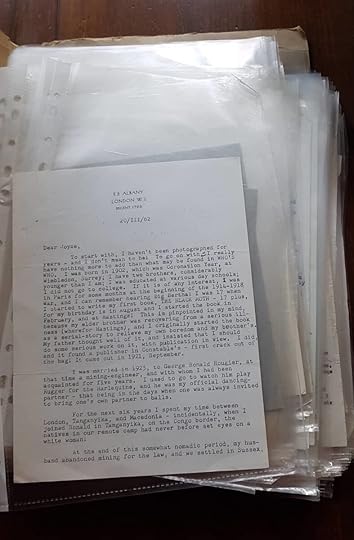 E3 ALBANY
LONDON W.1
20/III/62
Dear Joyce,
To start with, I haven't been photographed for
years - and I don't mean to be! To go on with, I really
have nothing more to add than what may be found in WHO'S
WHO. I was born in 1902, which was Coronation Year, at
Wimbledon, Surrey; I have two brothers, considerably
younger than I am; I was educated at various day schools;
I did not go to college. If it is of any interest, I was
in Paris for some months at the beginning of the 1914-1918
War, and I can remember hearing Big Bertha! I was 17 when
I started to write my first book, THE BLACK MOTH - 17 plus,
for my birthday is in August and I started the book in
February, and at Hastings! This is pinpointed in my mind
because my elder brother was recovering from a serious ill-
ness (whence Hastings), and I originally started the book
as a serial-story, to relieve my own boredom and my brother's.
My father thought well of it, and insisted that I should
do some serious work on it, with publication in view. I did,
and it found a publisher in Constable's - first crack out of
the bag! It came out in 1921, September.
I was married in 1925, to George Ronald Rougier, at
that time a mining-engineer, and with whom I had been
acquainted for five years. I used to go to watch him play
Rugger for the Harlequins, and he was my official dancing-
partner - that being in the days when one was always invited
to bring one's own partner to balls.
For the next six years I spent my time between
London, Tanganyika, and Macedonia - incidentally, when I
joined Ronald in Tanganyika, on the Congo border, the
natives in our remote camp had never before set eyes on a
white woman.
At the end of this somewhat nomadic period, my hus-
band abandoned mining for the Law, and we settled in Sussex,